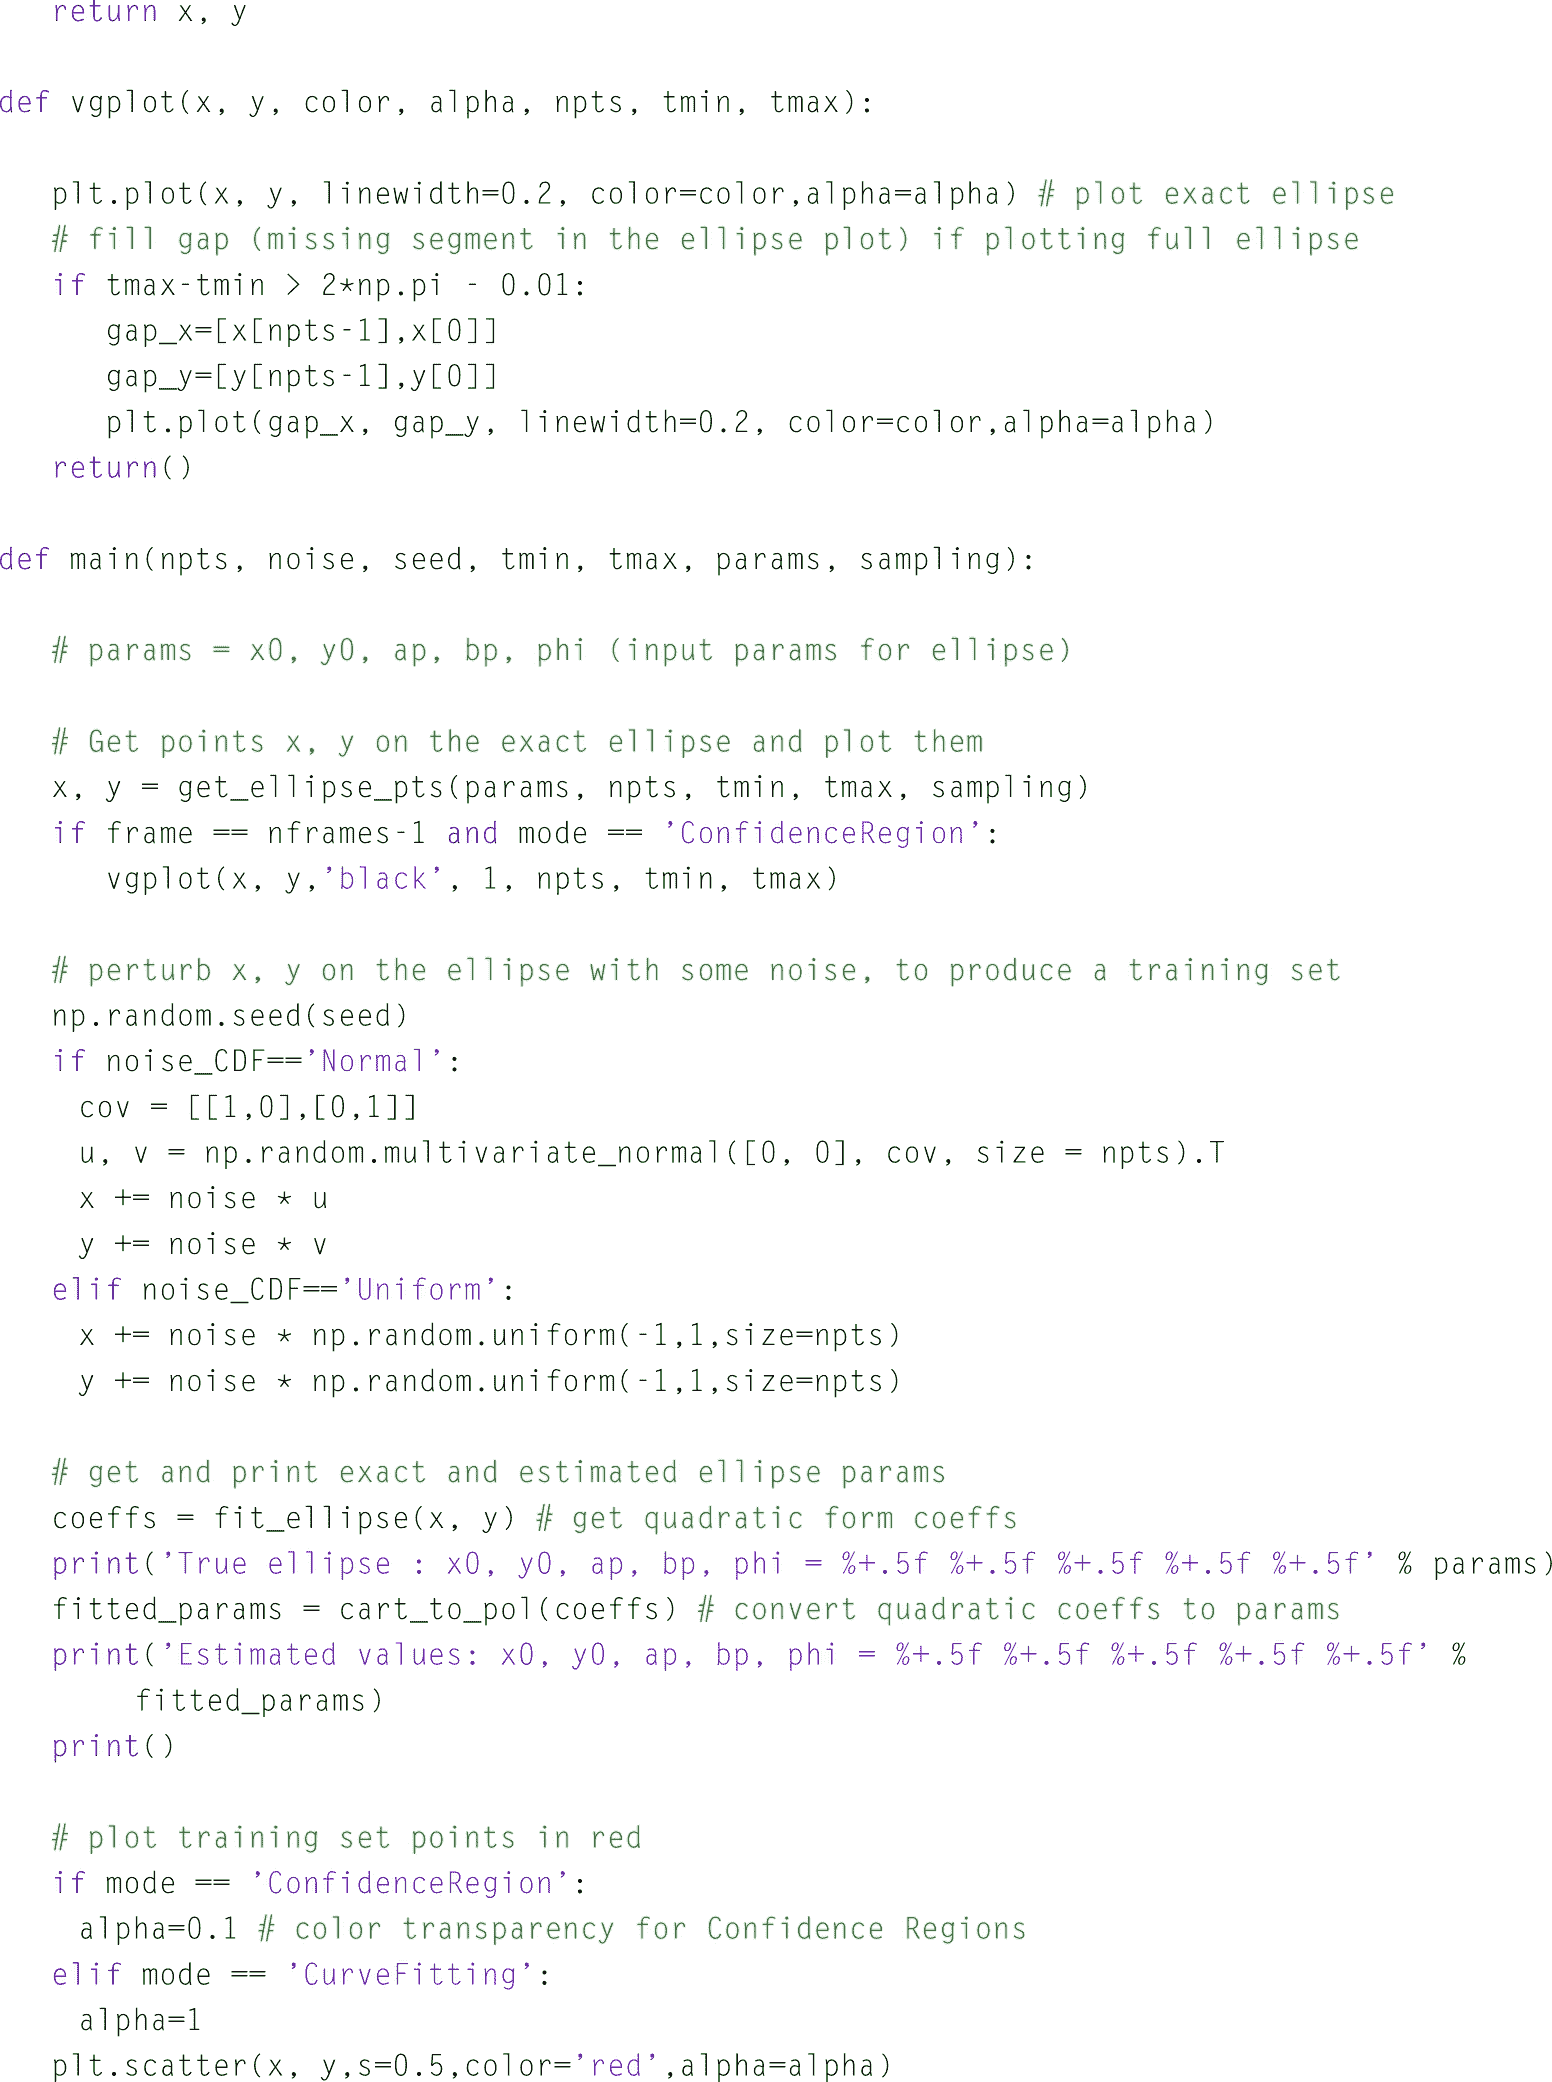 return x, y
def vgplot(x, y, color, alpha, npts, tmin, tmax):
plt.plot(x, y, linewidth=0.2, color=color,alpha=alpha) # plot exact ellipse
# fill gap (missing segment in the ellipse plot) if plotting full ellipse
if tmax-tmin > 2*np.pi - 0.01:
gap_x=[x[npts-1],x[0]]
gap_y=[y[npts-1],y[0]]
plt.plot(gap_x, gap_y, linewidth=0.2, color=color,alpha=alpha)
return()
def main(npts, noise, seed, tmin, tmax, params, sampling):
# params = x0, y0, ap, bp, phi (input params for ellipse)
# Get points x, y on the exact ellipse and plot them
x, y = get_ellipse_pts(params, npts, tmin, tmax, sampling)
if frame == nframes-1 and mode == 'ConfidenceRegion':
vgplot(x, y,'black', 1, npts, tmin, tmax)
# perturb x, y on the ellipse with some noise, to produce a training set
np.random.seed(seed)
if noise_CDF=='Normal':
cov = [[1,0],[0,1]]
u, v = np.random.multivariate_normal([0, 0], cov, size = npts).T
x += noise * u
y += noise * v
elif noise_CDF=='Uniform':
x += noise * np.random.uniform(-1,1,size=npts)
y += noise * np.random.uniform(-1,1,size=npts)
# get and print exact and estimated ellipse params
coeffs = fit_ellipse(x, y) # get quadratic form coeffs
print('True ellipse : x0, y0, ap, bp, phi = %+.5f %+.5f %+.5f %+.5f %+.5f' % params)
fitted_params = cart_to_pol(coeffs) # convert quadratic coeffs to params
print('Estimated values: x0, y0, ap, bp, phi = %+.5f %+.5f %+.5f %+.5f %+.5f' %
fitted_params)
print()
# plot training set points in red
if mode == 'ConfidenceRegion':
alpha=0.1 # color transparency for Confidence Regions
elif mode == 'CurveFitting':
alpha=1
plt.scatter(x, y,s=0.5,color='red',alpha=alpha)